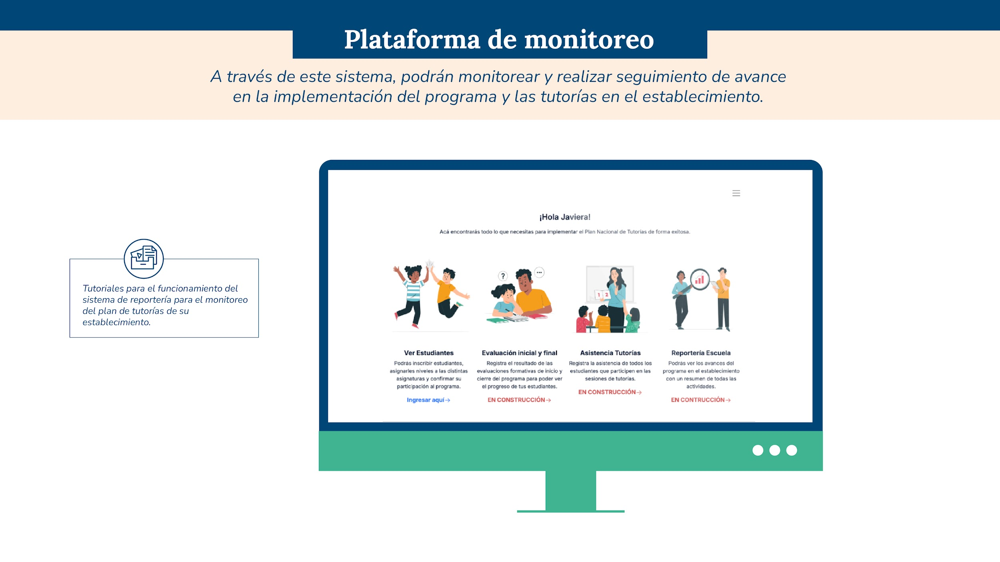 Plataforma de monitoreo
A través de este sistema, podrán monitorear y realizar seguimiento de avance
en la implementación del programa y las tutorías en el establecimiento.
Tutoriales para el funcionamiento del
sistema de reportería para el monitoreo
del plan de tutorías de su
establecimiento.
¡Hola Javiera!
Acá encontrarás todo lo que necesitas para implementar el Plan Nacional de Tutorías de forma exitosa.
?
...
1 2
Ver Estudiantes
Podrás inscribir estudiantes,
asignarles niveles a las distintas
asignaturas y confirmar su
participación al programa.
Ingresar aquí→
Evaluación inicial y final
Registra el resultado de las
evaluaciones formativas de inicio y
cierre del programa para poder ver
el progreso de tus estudiantes.
EN CONSTRUCCIÓN→
Asistencia Tutorías
Registra la asistencia de todos los
estudiantes que participen en las
sesiones de tutorías.
EN CONSTRUCCIÓN→
Reportería Escuela
Podrás ver los avances del
programa en el establecimiento
con un resumen de todas las
actividades.
EN CONTRUCCIÓN→